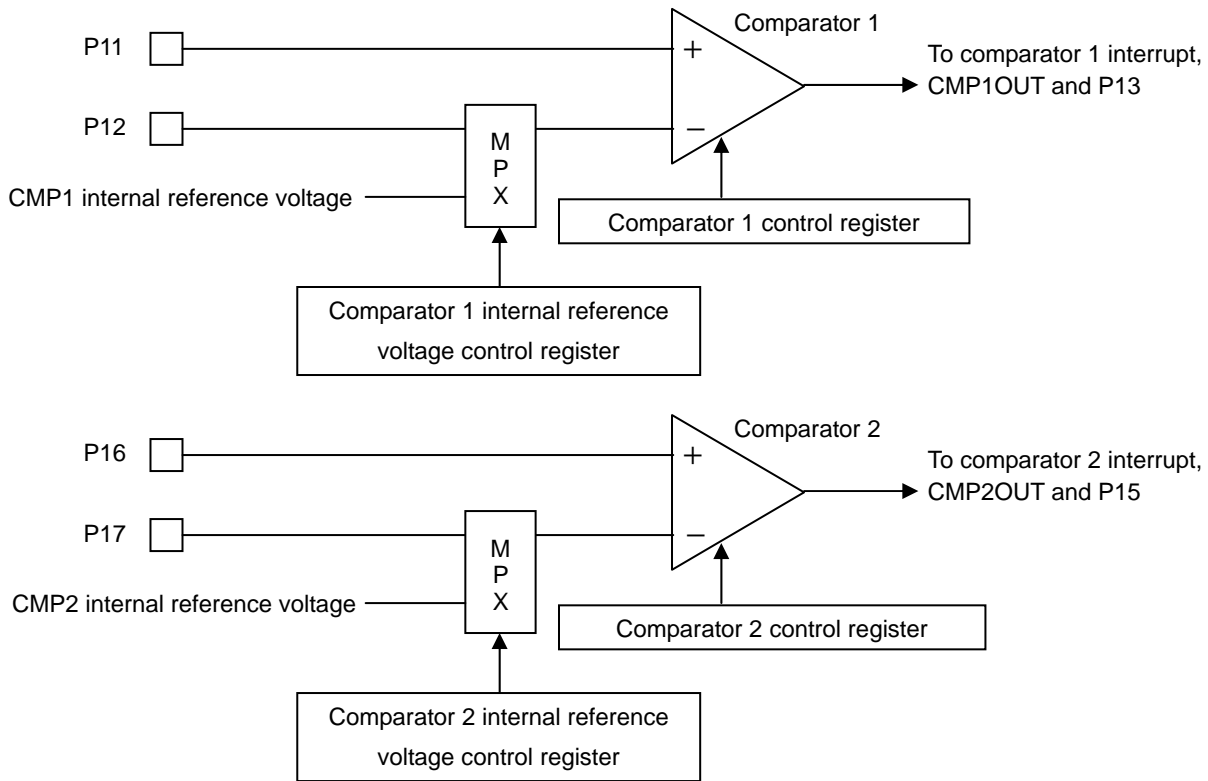 Comparator 1
P11
+
To comparator 1 interrupt,
CMP1OUT and P13
P12
M
P
X
−
CMP1 internal reference voltage
Comparator 1 control register
Comparator 1 internal reference
voltage control register
Comparator 2
P16
+
To comparator 2 interrupt,
CMP2OUT and P15
P17
M
P
X
−
CMP2 internal reference voltage
Comparator 2 control register
Comparator 2 internal reference
voltage control register